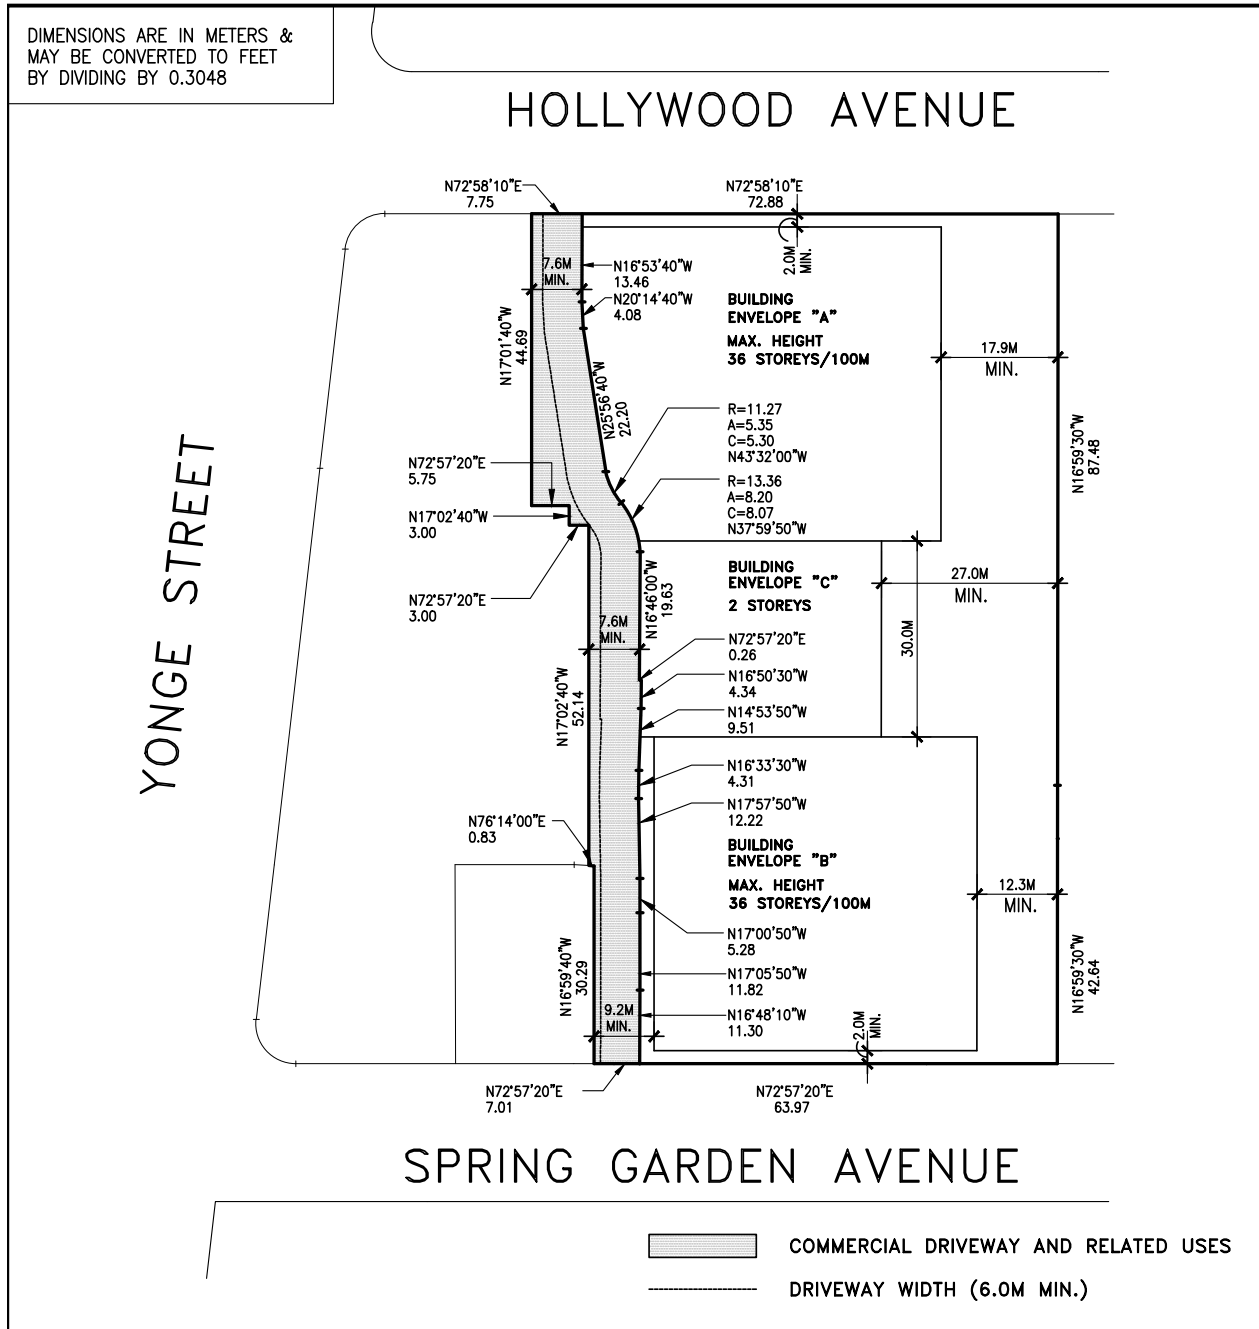 DIMENSIONS ARE IN METERS &
MAY BE CONVERTED TO FEET
BY DIVIDING BY 0.3048
HOLLYWOOD AVENUE
N72°58'10"E
7.75
N72°58'10"E
72.88
2.0M
MIN.
7.6M
MIN.
N16°53'40"W
13.46
N20°14'40"W
4.08
N17°01'40"W
44.69
BUILDING
ENVELOPE "A"
MAX. HEIGHT
36 STOREYS/100M
17.9M
MIN.
N25°56'40"W
22.20
R=11.27
A=5.35
C=5.30
N43°32'00"W
R=13.36
A=8.20
C=8.07
N37°59'50"W
N16°59'30"W
87.48
YONGE STREET
N72°57'20"E
5.75
N17°02'40"W
3.00
N72°57'20"E
3.00
BUILDING
ENVELOPE "C"
2 STOREYS
27.0M
MIN.
30.0M
N16°46'00"W
19.63
7.6M
MIN.
N72°57'20"E
0.26
N16°50'30"W
4.34
N14°53'50"W
9.51
N17°02'40"W
52.14
N16°33'30"W
4.31
N17°57'50"W
12.22
N76°14'00"E
0.83
BUILDING
ENVELOPE "B"
MAX. HEIGHT
36 STOREYS/100M
12.3M
MIN.
N17°00'50"W
5.28
N17°05'50"W
11.82
N16°48'10"W
11.30
N16°59'40"W
30.29
9.2M
MIN.
2.0M
MIN.
N16°59'30"W
42.64
N72°57'20"E
7.01
N72°57'20"E
63.97
SPRING GARDEN AVENUE
COMMERCIAL DRIVEWAY AND RELATED USES
DRIVEWAY WIDTH (6.0M MIN.)